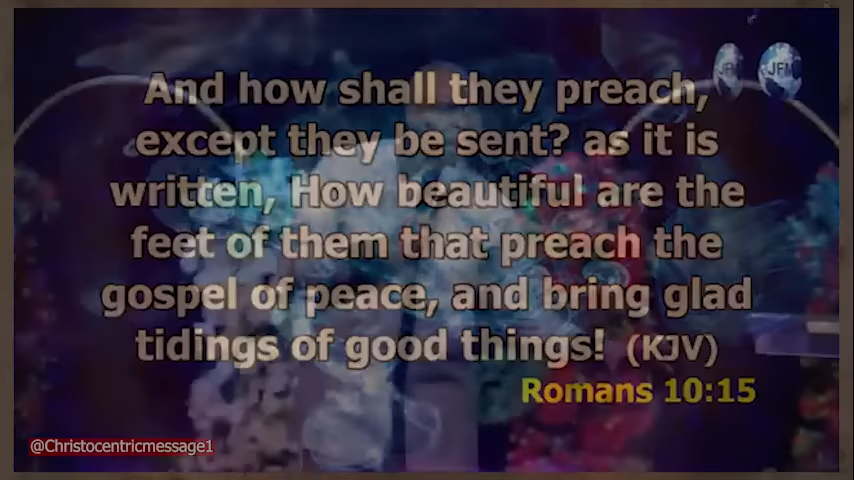 JFM JFM
And how shall they preach,
except they be sent? as it is
written, How beautiful are the
feet of them that preach the
gospel of peace, and bring glad
tidings of good things! (KJV)
Romans 10:15
@Christocentricmessage1